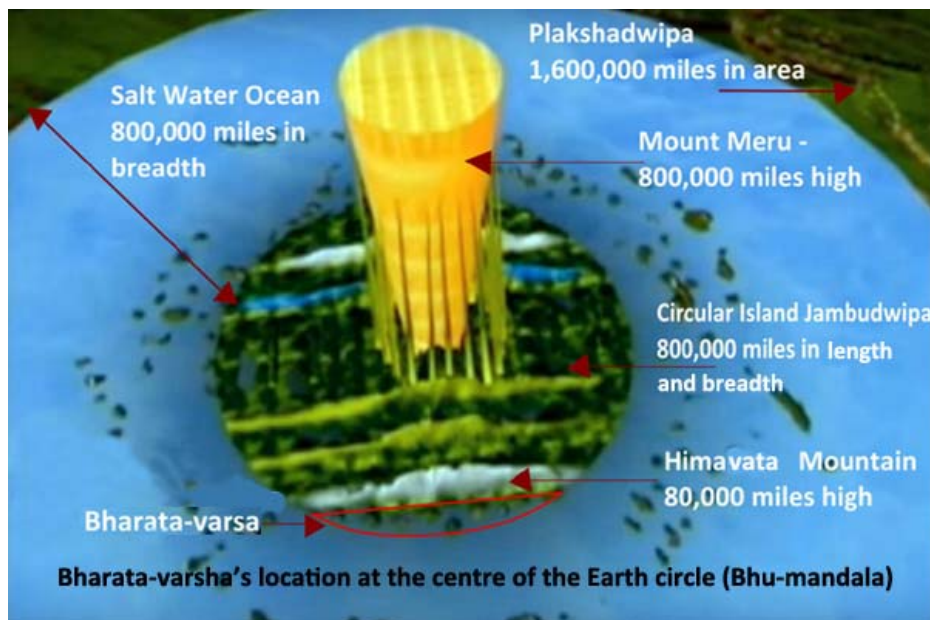 Plakshadwipa
1,600,000 miles in area
Salt Water Ocean
800,000 miles in
breadth
Mount Meru -
800,000 miles high
Circular Island Jambudwipa
800,000 miles in length
and breadth
Himavata Mountain
80,000 miles high
Bharata-varsa
Bharata-varsha's location at the centre of the Earth circle (Bhu-mandala)